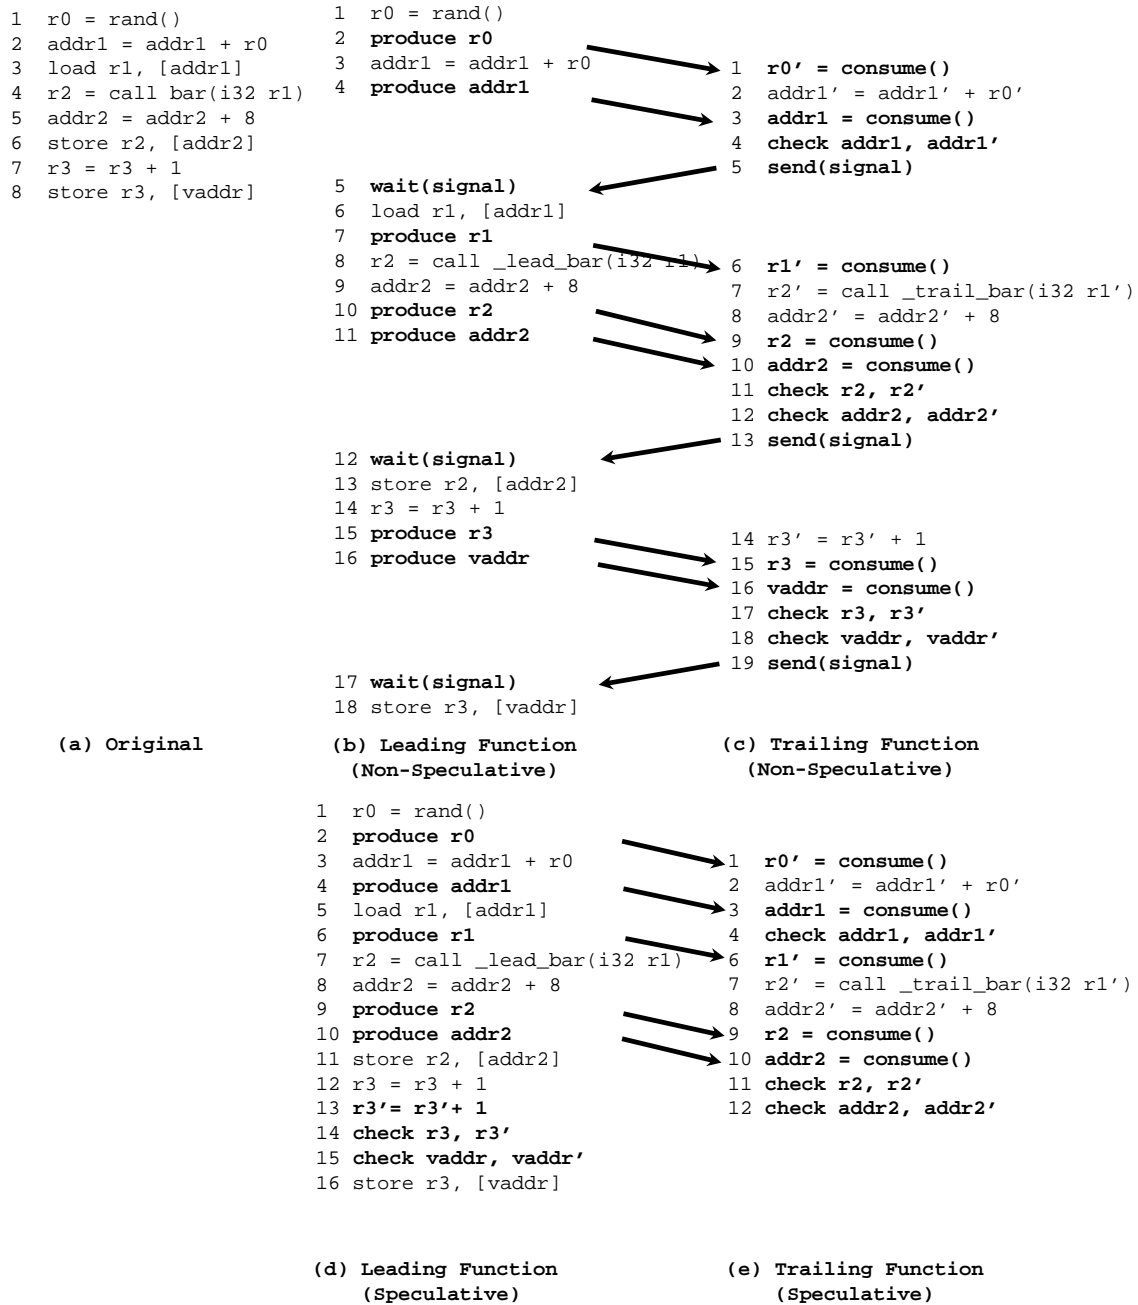 1 r0 = rand()
2 addr1 = addr1 + r0
3 load r1, [addr1]
4 r2 = call bar(i32 r1)
5 addr2 = addr2 + 8
6 store r2, [addr2]
7 r3 = r3 + 1
8 store r3, [vaddr]
1 r0 = rand()
2 produce r0
3 addr1 = addr1 + r0
4 produce addr1
5 wait(signal)
6 load r1, [addr1]
7 produce r1
8 r2 = call _lead_bar(i32 r1)
9 addr2 = addr2 + 8
10 produce r2
11 produce addr2
12 wait(signal)
13 store r2, [addr2]
14 r3 = r3 + 1
15 produce r3
16 produce vaddr
17 wait(signal)
18 store r3, [vaddr]
1 r0′ = consume()
2 addr1′ = addr1′ + r0′
3 addr1 = consume()
4 check addr1, addr1′
5 send(signal)
6 r1′ = consume()
7 r2′ = call _trail_bar(i32 r1′)
8 addr2′ = addr2′ + 8
9 r2 = consume()
10 addr2 = consume()
11 check r2, r2′
12 check addr2, addr2′
13 send(signal)
14 r3′ = r3′ + 1
15 r3 = consume()
16 vaddr = consume()
17 check r3, r3′
18 check vaddr, vaddr′
19 send(signal)
(a) Original
(b) Leading Function
(Non-Speculative)
(c) Trailing Function
(Non-Speculative)
1 r0 = rand()
2 produce r0
3 addr1 = addr1 + r0
4 produce addr1
5 load r1, [addr1]
6 produce r1
7 r2 = call _lead_bar(i32 r1)
8 addr2 = addr2 + 8
9 produce r2
10 produce addr2
11 store r2, [addr2]
12 r3 = r3 + 1
13 r3′= r3′+ 1
14 check r3, r3′
15 check vaddr, vaddr′
16 store r3, [vaddr]
1 r0′ = consume()
2 addr1′ = addr1′ + r0′
3 addr1 = consume()
4 check addr1, addr1′
6 r1′ = consume()
7 r2′ = call _trail_bar(i32 r1′)
8 addr2′ = addr2′ + 8
9 r2 = consume()
10 addr2 = consume()
11 check r2, r2′
12 check addr2, addr2′
(d) Leading Function
(Speculative)
(e) Trailing Function
(Speculative)